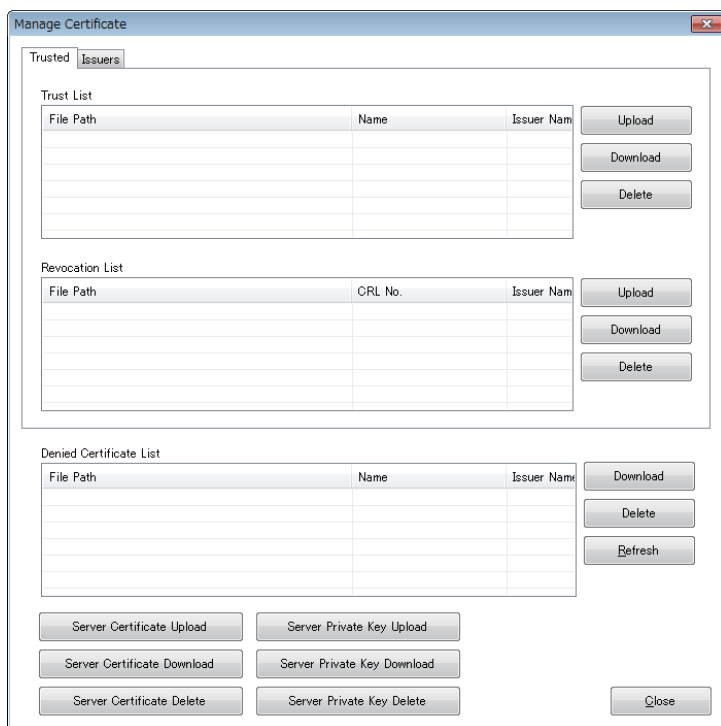 Manage Certificate
Trusted Issuers
Trust List
File Path Name Issuer Nam
Upload
Download
Delete
Revocation List
File Path CRL No. Issuer Nam
Upload
Download
Delete
Denied Certificate List
File Path Name Issuer Name
Download
Delete
Refresh
Server Certificate Upload Server Private Key Upload
Server Certificate Download Server Private Key Download
Server Certificate Delete Server Private Key Delete Close